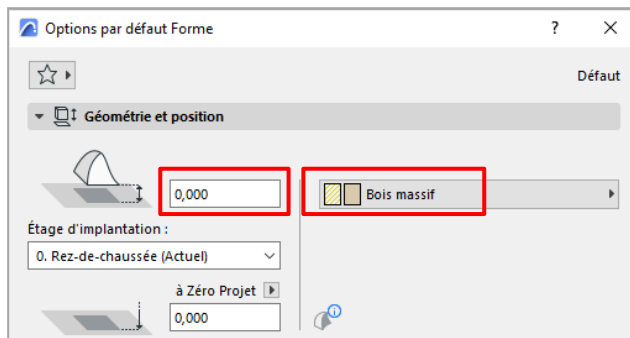 Options par défaut Forme
?
Défaut
Géométrie et position
0,000
Bois massif
Étage d'implantation :
0. Rez-de-chaussée (Actuel)
à Zéro Projet
0,000